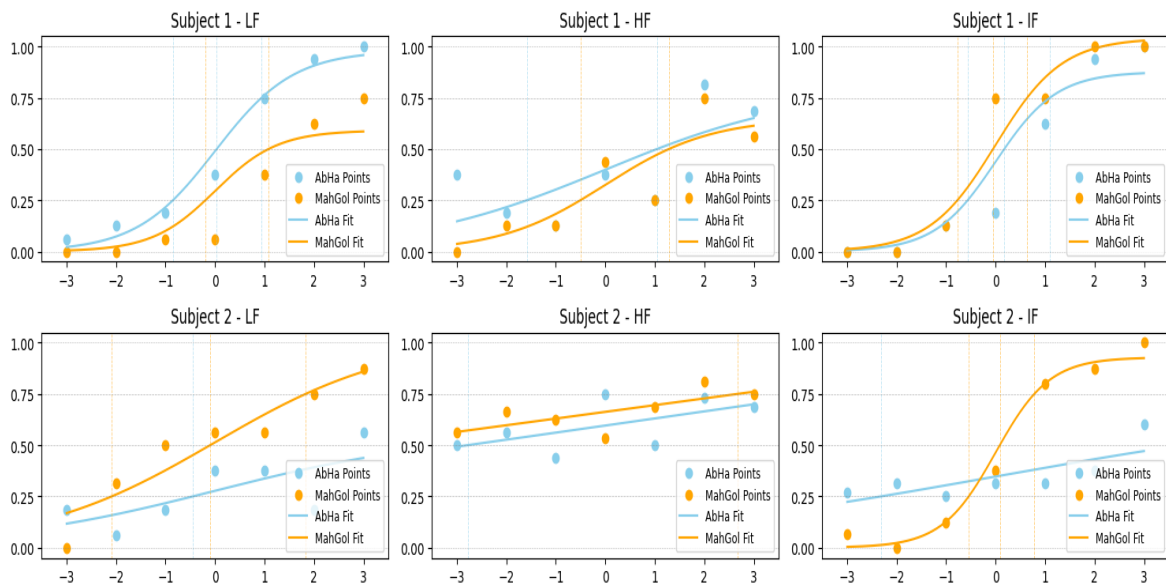 Subject 1 - LF
1.00
0.75
0.50
0.25
0.00
−3 −2 −1 0 1 2 3
AbHa Points
MahGol Points
AbHa Fit
MahGol Fit
Subject 1 - HF
1.00
0.75
0.50
0.25
0.00
−3 −2 −1 0 1 2 3
AbHa Points
MahGol Points
AbHa Fit
MahGol Fit
Subject 1 - IF
1.00
0.75
0.50
0.25
0.00
−3 −2 −1 0 1 2 3
AbHa Points
MahGol Points
AbHa Fit
MahGol Fit
Subject 2 - LF
1.00
0.75
0.50
0.25
0.00
−3 −2 −1 0 1 2 3
AbHa Points
MahGol Points
AbHa Fit
MahGol Fit
Subject 2 - HF
1.00
0.75
0.50
0.25
0.00
−3 −2 −1 0 1 2 3
AbHa Points
MahGol Points
AbHa Fit
MahGol Fit
Subject 2 - IF
1.00
0.75
0.50
0.25
0.00
−3 −2 −1 0 1 2 3
AbHa Points
MahGol Points
AbHa Fit
MahGol Fit